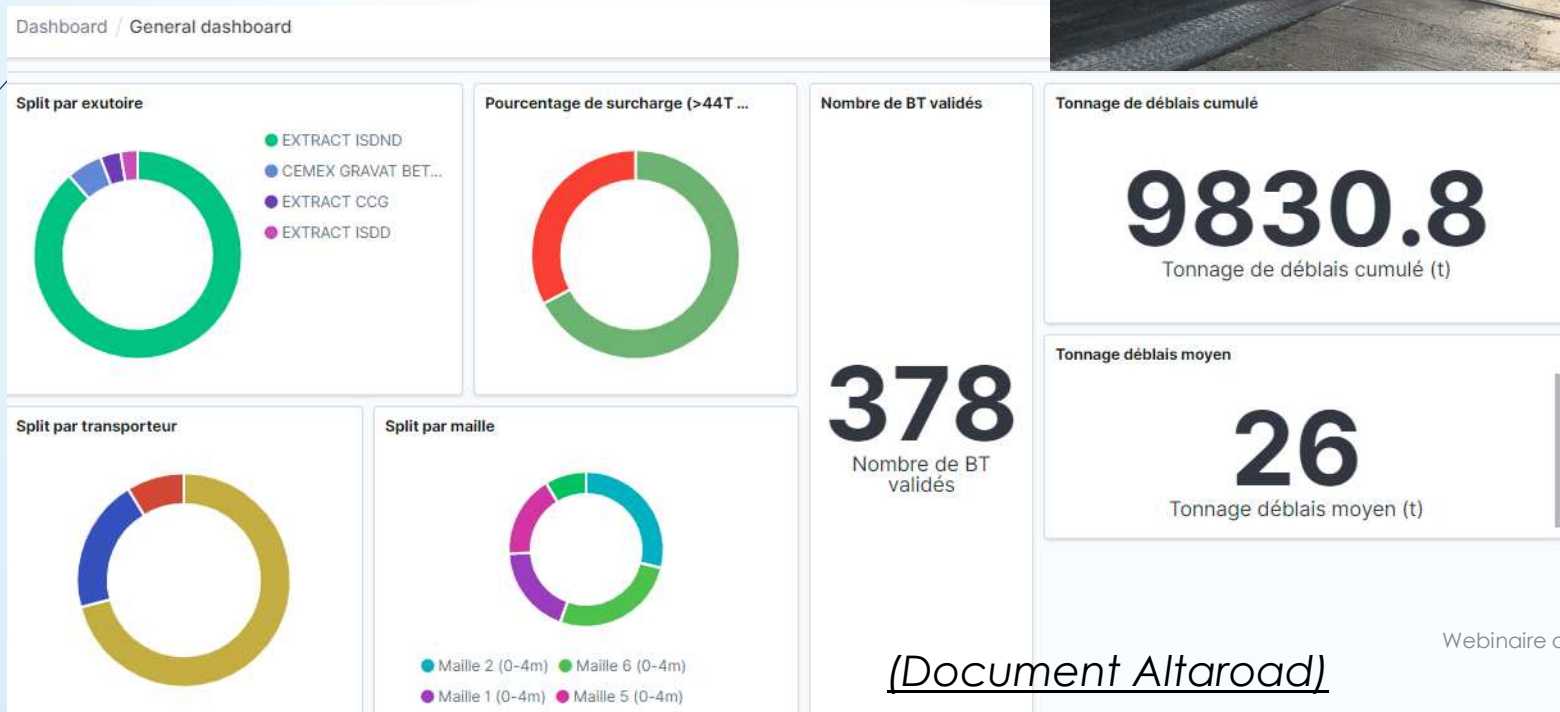 Dashboard / General dashboard
Split par exutoire
EXTRACT ISDND
CEMEX GRAVAT BET...
EXTRACT CCG
EXTRACT ISDD
Pourcentage de surcharge (>44T ...
Nombre de BT validés
378
Nombre de BT
validés
Tonnage de déblais cumulé
9830.8
Tonnage de déblais cumulé (t)
Tonnage déblais moyen
26
Tonnage déblais moyen (t)
Split par transporteur
Split par maille
Maille 2 (0-4m) Maille 6 (0-4m)
Maille 1 (0-4m) Maille 5 (0-4m)
Webinaire
(Document Altaroad)